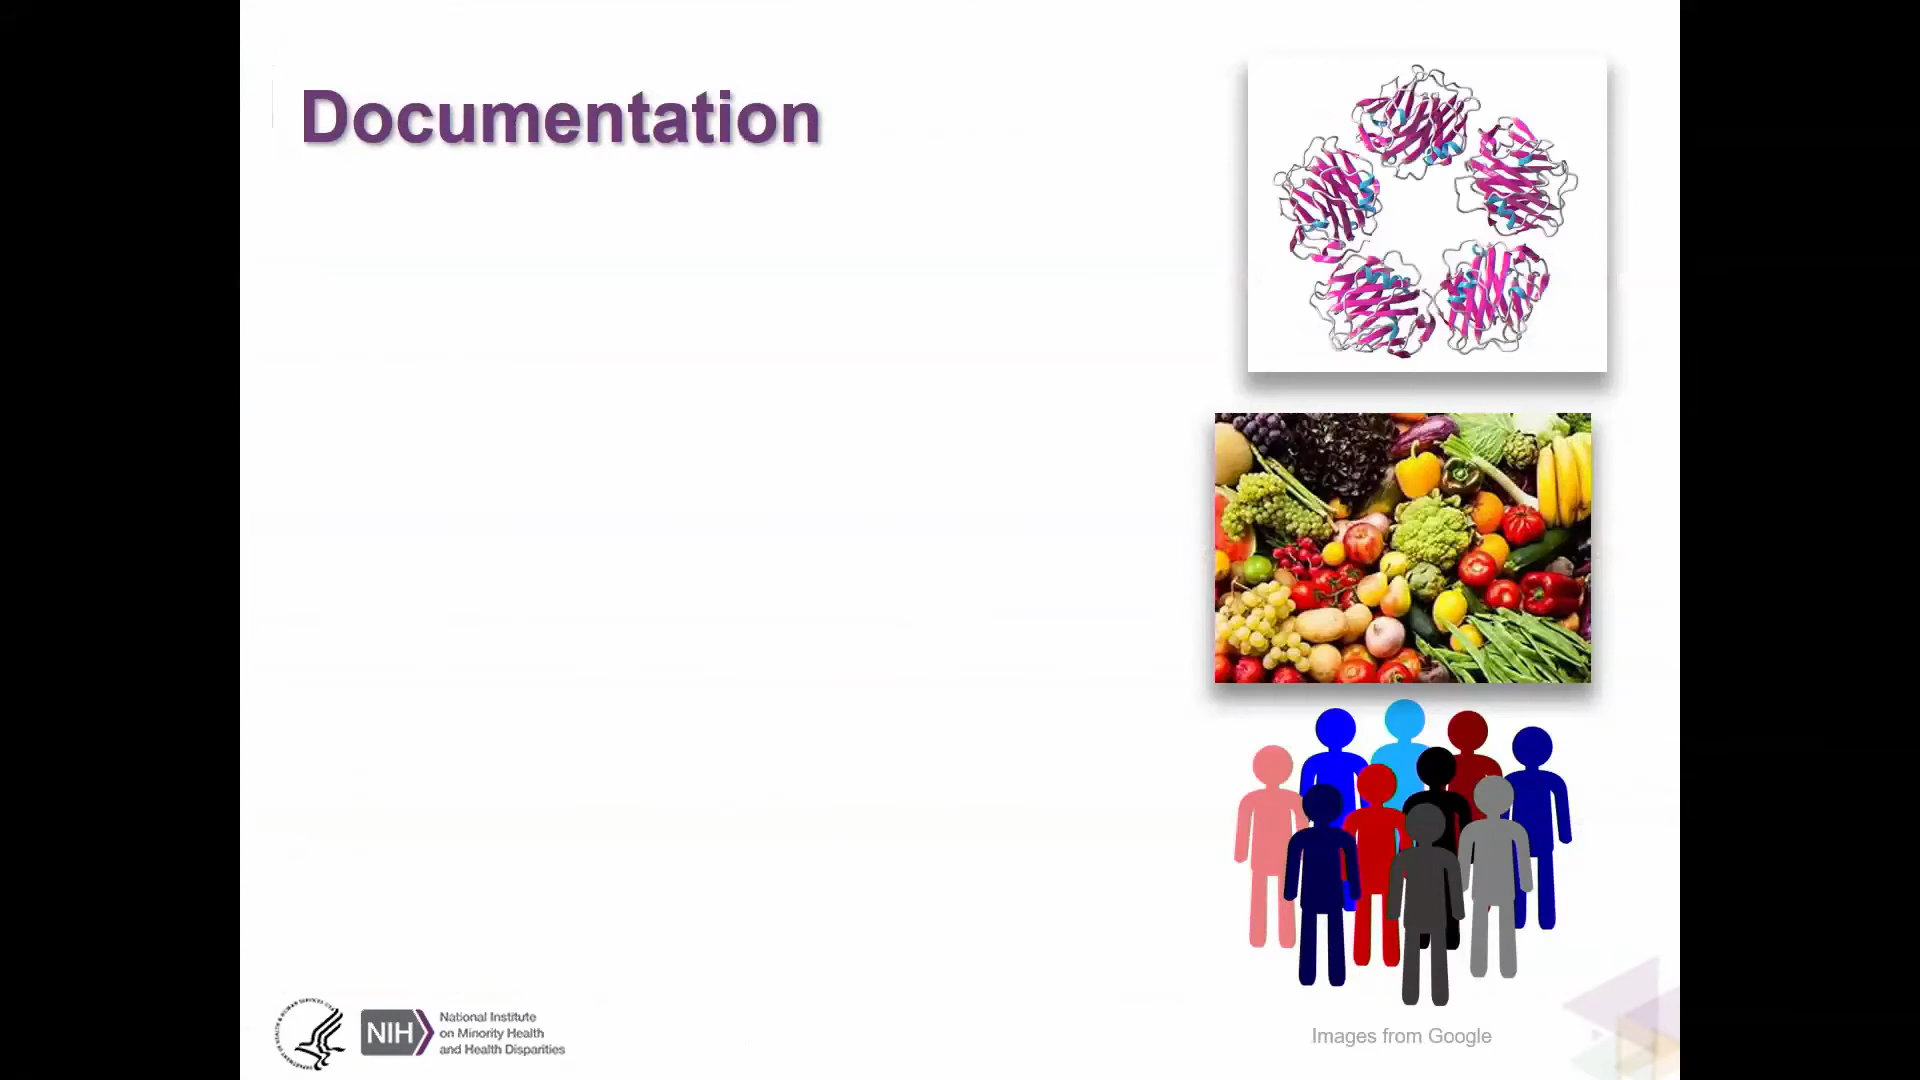 Documentation
NIH
National Institute
on Minority Health
and Health Disparities
Images from Google